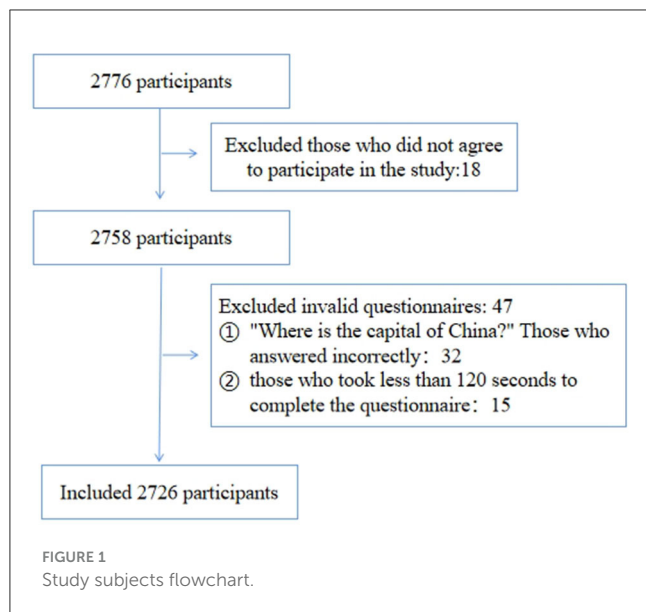 2776 participants
Excluded those who did not agree
to participate in the study:18
2758 participants
Excluded invalid questionnaires: 47
① "Where is the capital of China?" Those who
answered incorrectly：32
② those who took less than 120 seconds to
complete the questionnaire：15
Included 2726 participants
FIGURE 1
Study subjects flowchart.